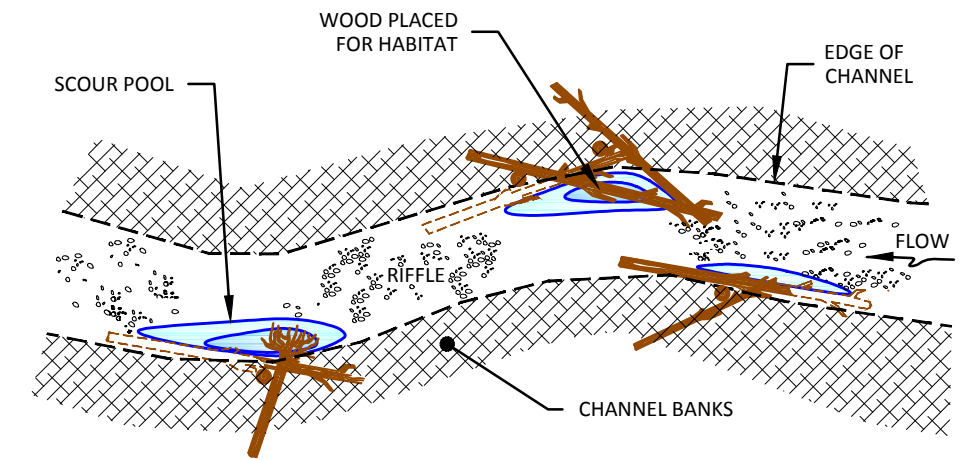 WOOD PLACED
FOR HABITAT
EDGE OF
CHANNEL
SCOUR POOL
FLOW
RIFFLE
CHANNEL BANKS